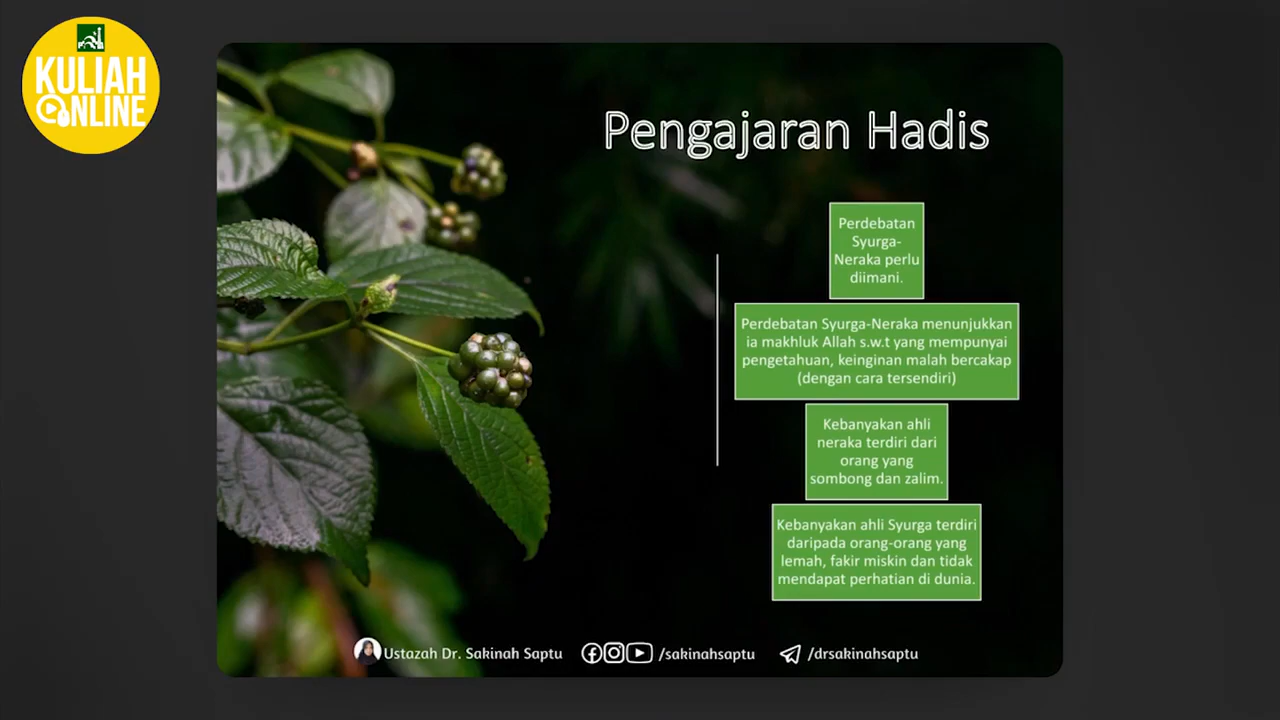 KULIAH
ONLINE
Pengajaran Hadis
Perdebatan
Syurga-
Neraka perlu
diimani.
Perdebatan Syurga-Neraka menunjukkan
ia makhluk Allah s.w.t yang mempunyai
pengetahuan, keinginan malah bercakap
(dengan cara tersendiri)
Kebanyakan ahli
neraka terdiri dari
orang yang
sombong dan zalim.
Kebanyakan ahli Syurga terdiri
daripada orang-orang yang
lemah, fakir miskin dan tidak
mendapat perhatian di dunia.
Ustazah Dr. Sakinah Saptu /sakinahsaptu /drsakinahsaptu